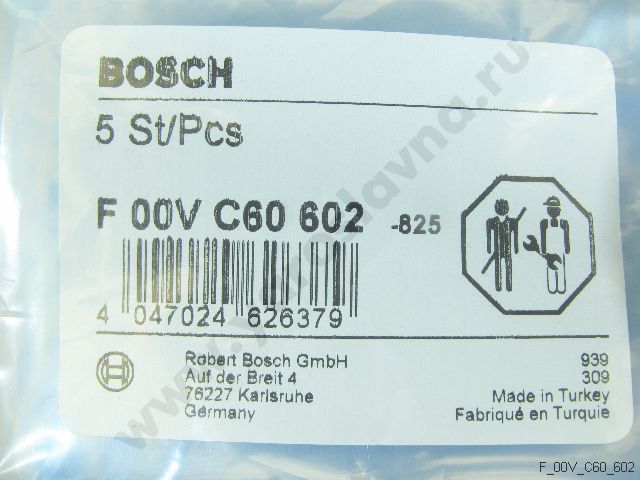 BOSCH
5 St/Pcs
F 00V C60 602 -825
4 047024 626379
Robert Bosch GmbH
Auf der Breit 4
76227 Karlsruhe
Germany
939
309
Made in Turkey
Fabriqué en Turquie
F_00V_C60_602